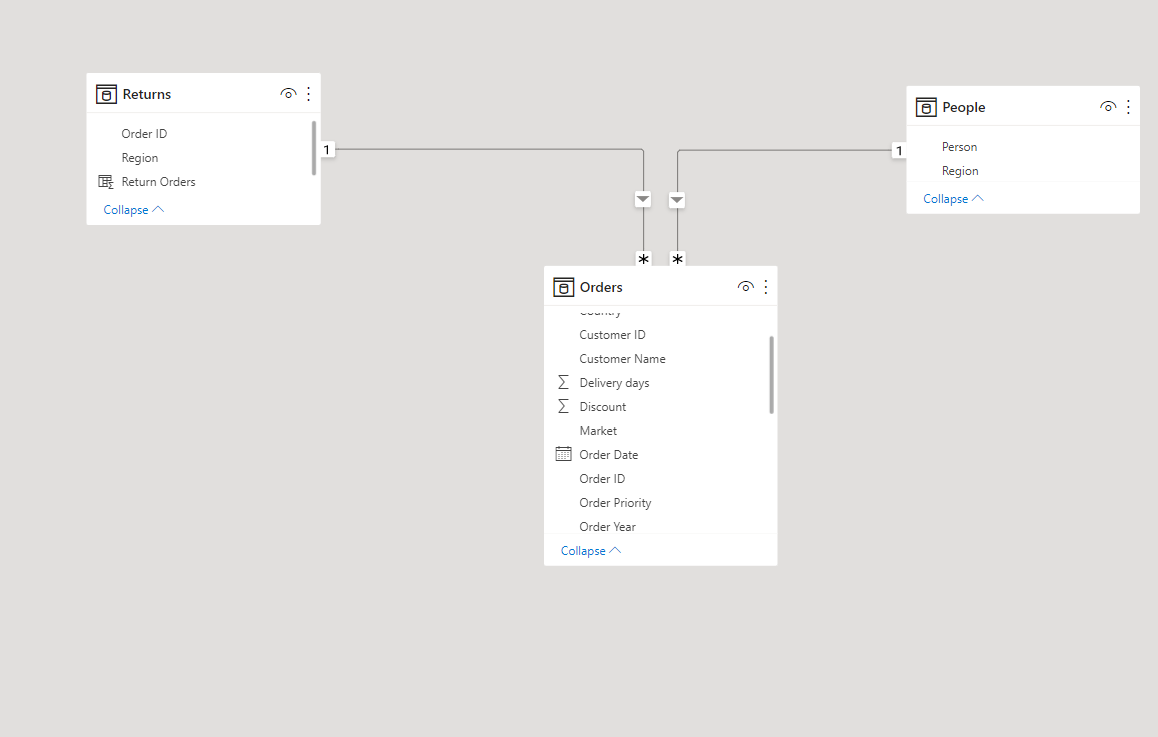 Returns
Order ID
Region
Return Orders
Collapse
1
People
Person
Region
Collapse
1
*
*
Orders
Country
Customer ID
Customer Name
Delivery days
Discount
Market
Order Date
Order ID
Order Priority
Order Year
Collapse